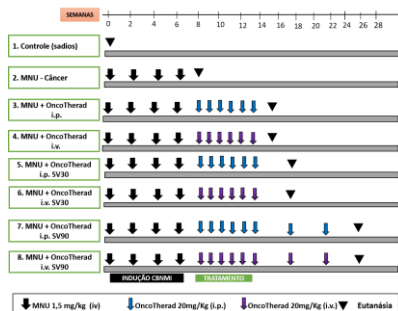 SEMANAS
0 2 4 6 8 10 12 14 16 18 20 22 24 26 28
1. Controle (sadios)
2. MNU - Câncer
3. MNU + OncoTherad
i.p.
4. MNU + OncoTherad
i.v.
5. MNU + OncoTherad
i.p. SV30
6. MNU + OncoTherad
i.v. SV30
7. MNU + OncoTherad
i.p. SV90
8. MNU + OncoTherad
i.v. SV90
INDUÇÃO CBNMI TRATAMENTO
MNU 1,5 mg/kg (iv) OncoTherad 20mg/Kg (i.p.) OncoTherad 20mg/Kg (i.v.) Eutanásia